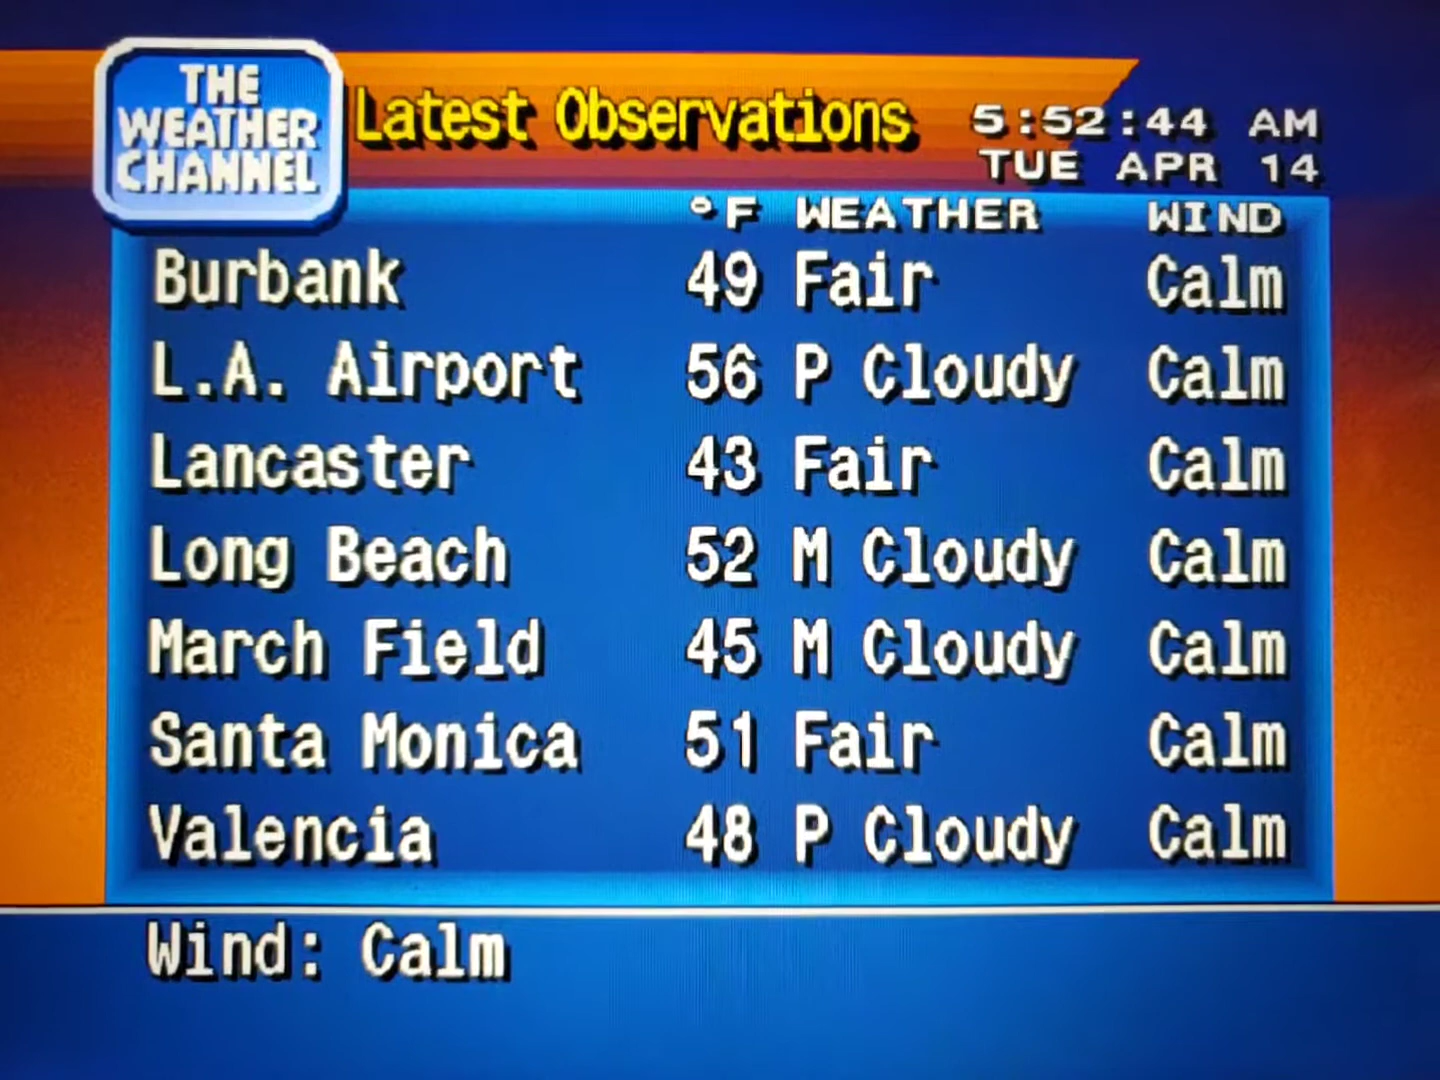 THE
WEATHER
CHANNEL
Latest Observations
5:52:44 AM
TUE APR 14
°F WEATHER WIND
Burbank 49 Fair Calm
L.A. Airport 56 P Cloudy Calm
Lancaster 43 Fair Calm
Long Beach 52 M Cloudy Calm
March Field 45 M Cloudy Calm
Santa Monica 51 Fair Calm
Valencia 48 P Cloudy Calm
Wind: Calm